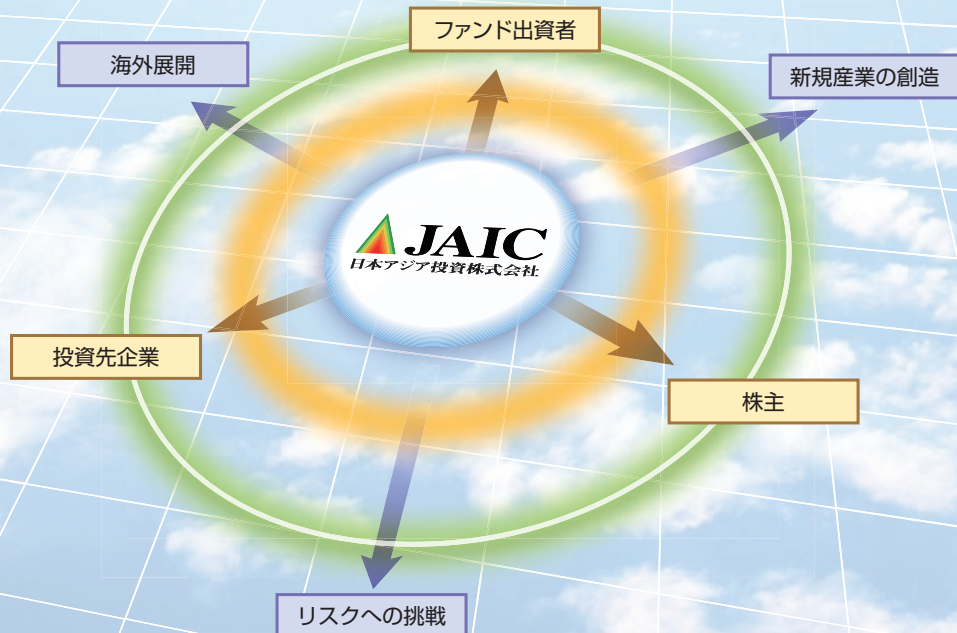 ファンド出資者
海外展開
新規産業の創造
JAIC
日本アジア投資株式会社
投資先企業
株主
リスクへの挑戦